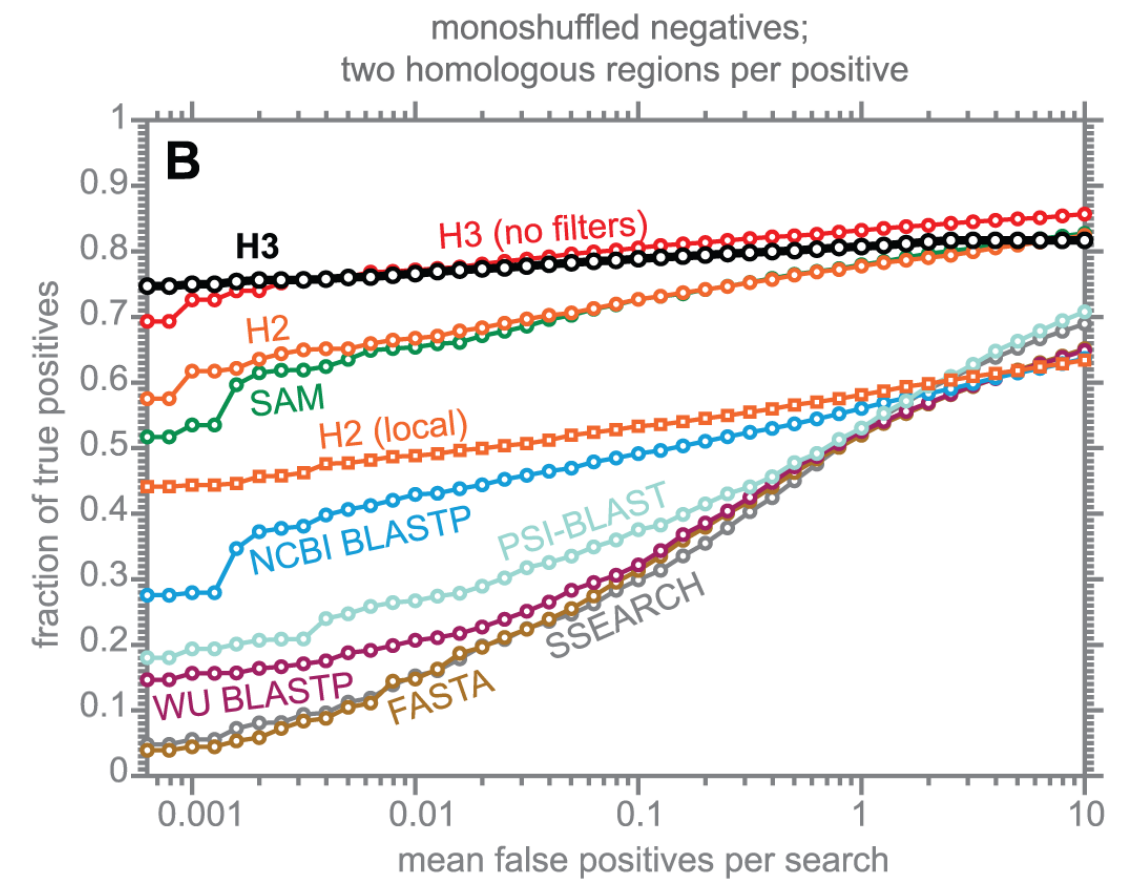 monoshuffled negatives;
two homologous regions per positive
B
1
0.9
0.8
0.7
0.6
0.5
0.4
0.3
0.2
0.1
0
fraction of true positives
H3 (no filters)
H3
H2
SAM
H2 (local)
NCBI BLASTP
PSI-BLAST
SSEARCH
WU BLASTP
FASTA
0.001 0.01 0.1 1 10
mean false positives per search